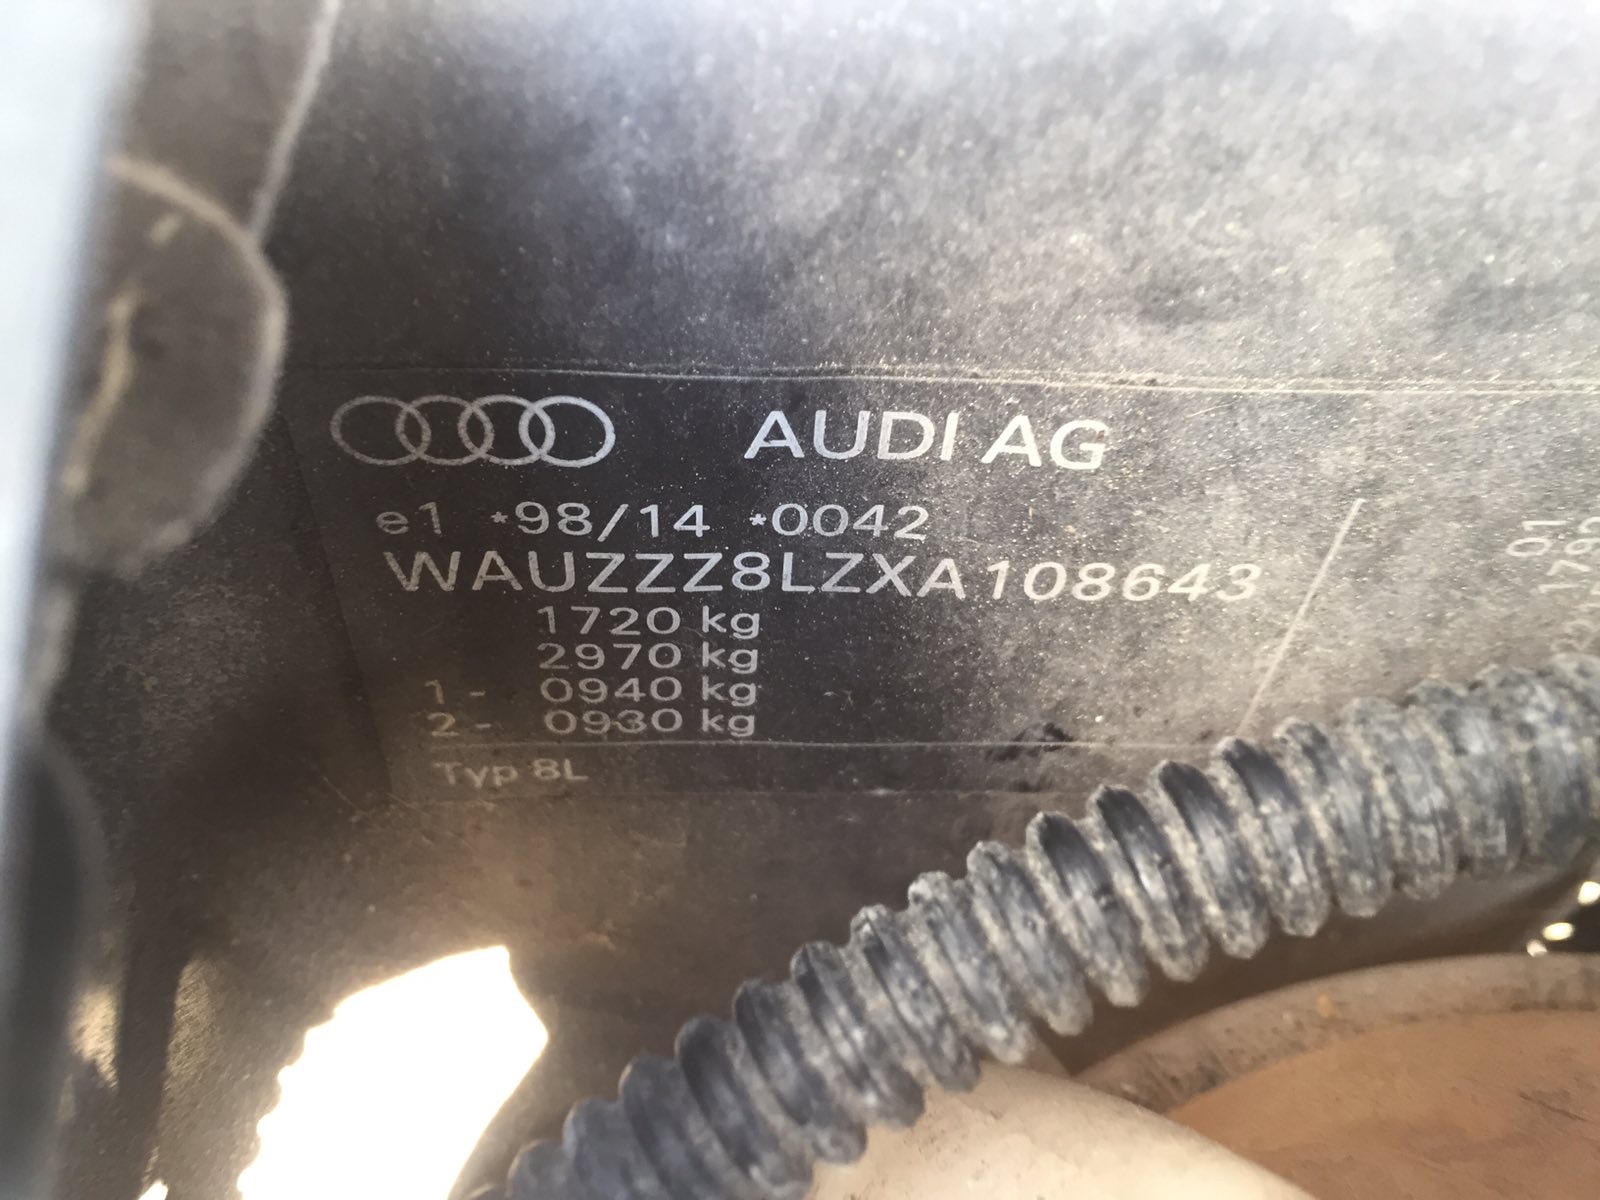 AUDI AG
e1 *98/14 *0042
WAUZZZ8LZXA108643
1720 kg
2970 kg
1- 0940 kg
2- 0930 kg
Typ 8L